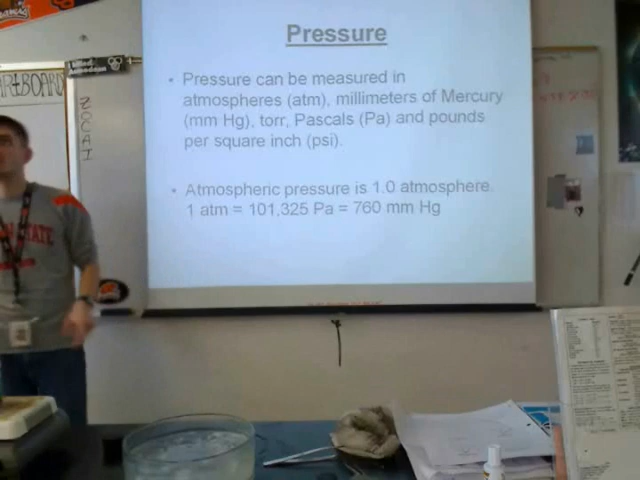 Pressure
• Pressure can be measured in
atmospheres (atm), millimeters of Mercury
(mm Hg), torr, Pascals (Pa) and pounds
per square inch (psi).
• Atmospheric pressure is 1.0 atmosphere.
1 atm = 101,325 Pa = 760 mm Hg
STATE